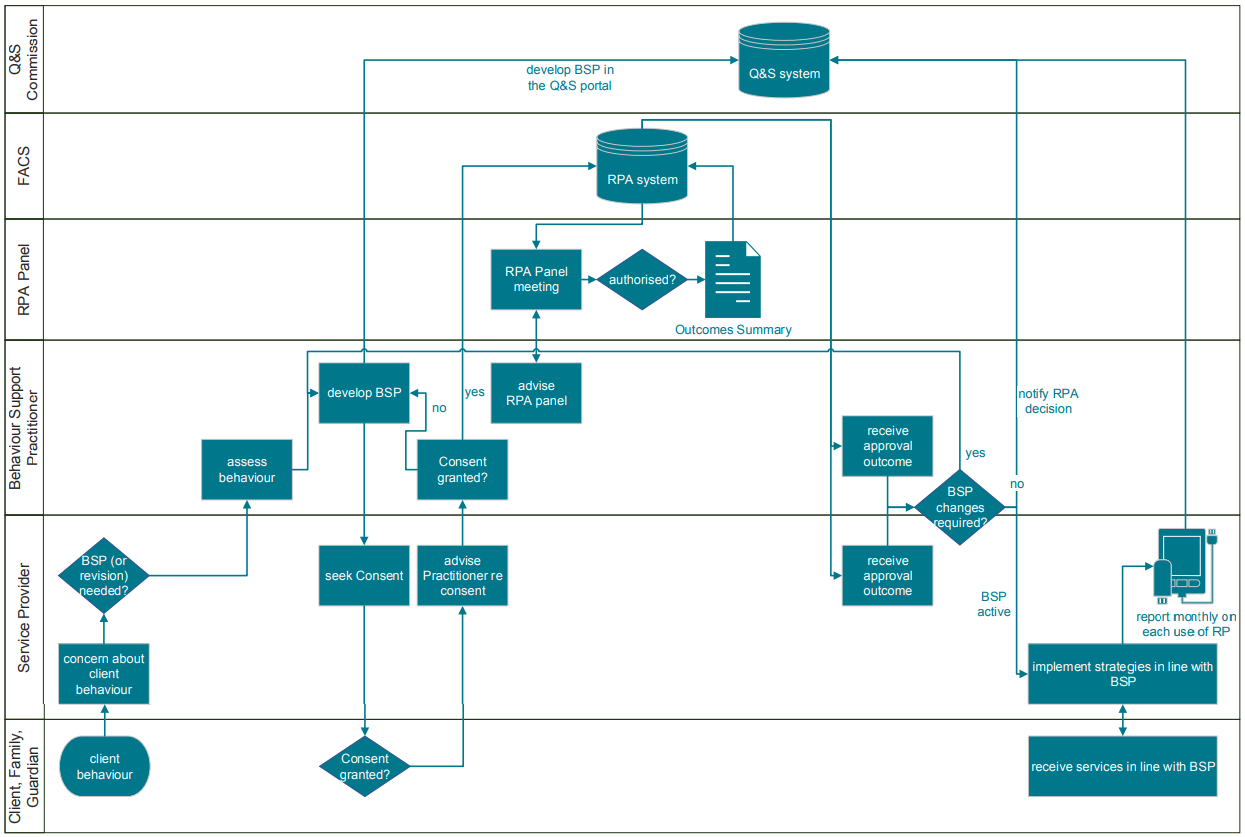 Q&S
Commission
develop BSP in
the Q&S portal
Q&S system
FACS
RPA system
RPA Panel
RPA Panel
meeting
authorised?
Outcomes Summary
Behaviour Support
Practitioner
develop BSP
no
yes
advise
RPA panel
notify RPA
decision
assess
behaviour
Consent
granted?
receive
approval
outcome
yes
no
BSP
changes
required?
Service Provider
BSP (or
revision)
needed?
seek Consent
advise
Practitioner re
consent
receive
approval
outcome
BSP
active
report monthly on
each use of RP
concern about
client
behaviour
implement strategies in line with
BSP
Client, Family,
Guardian
client
behaviour
Consent
granted?
receive services in line with BSP